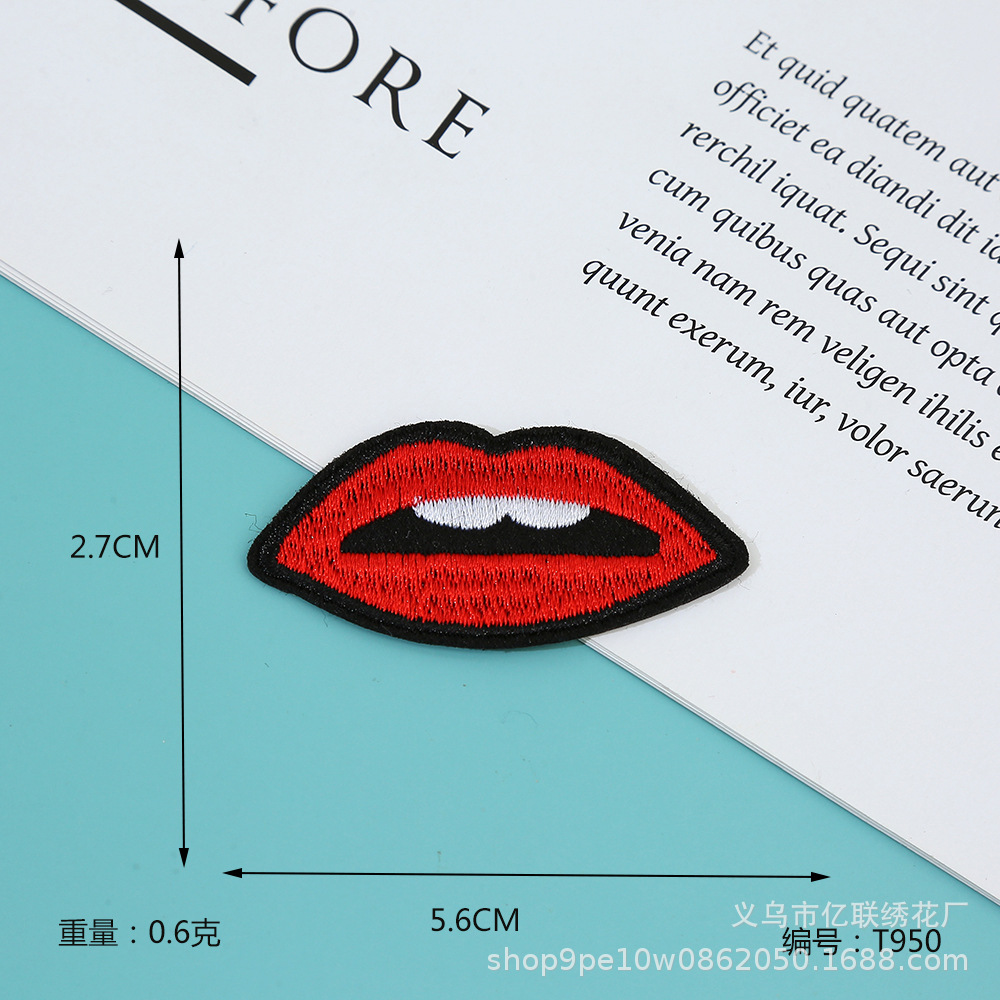 FORE
Et quid quatem aut
officiet ea diandi dit
rerchil iquat. Sequi sint
cum quibus quas aut opta
venia nam rem veligen ihilis
quunt exerum, iur, volor saerun
2.7CM
5.6CM
重量：0.6克
义乌市亿联绣花厂
编号：T950
shop9pe10w0862050.1688.com